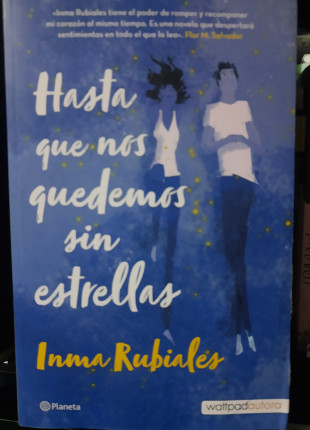 «Inma Rubiales tiene el poder de romper y recomponer
mi corazón al mismo tiempo. Es una novela que despertará
sentimientos en todo el que la lea». Flor M. Salvador
Hasta
que nos
quedemos
sin
estrellas
Inma Rubiales
Planeta
wattpad autora